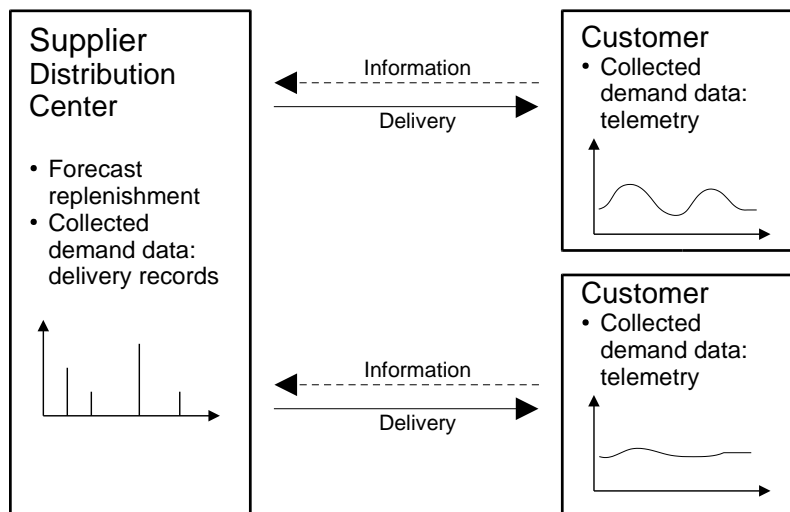 Supplier
Distribution
Center
• Forecast
replenishment
• Collected
demand data:
delivery records
Information
Delivery
Customer
• Collected
demand data:
telemetry
Information
Delivery
Customer
• Collected
demand data:
telemetry